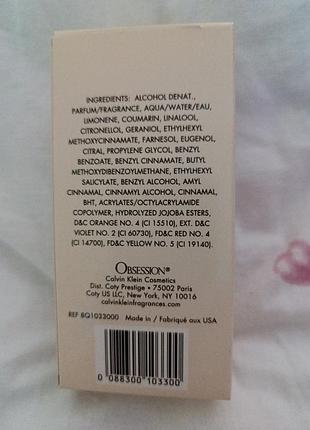 INGREDIENTS: ALCOHOL DENAT.,
PARFUM/FRAGRANCE, AQUA/WATER/EAU,
LIMONENE, COUMARIN, LINALOOL,
CITRONELLOL, GERANIOL, ETHYLHEXYL
METHOXYCINNAMATE, FARNESOL, EUGENOL,
CITRAL, PROPYLENE GLYCOL, BENZYL
BENZOATE, BENZYL CINNAMATE, BUTYL
METHOXYDIBENZOYLMETHANE, ETHYLHEXYL
SALICYLATE, BENZYL ALCOHOL, AMYL
CINNAMAL, CINNAMYL ALCOHOL, CINNAMAL,
BHT, ACRYLATES/OCTYLACRYLAMIDE
COPOLYMER, HYDROLYZED JOJOBA ESTERS,
D&C ORANGE NO. 4 (CI 15510), EXT. D&C
VIOLET NO. 2 (CI 60730), FD&C RED NO. 4
(CI 14700), FD&C YELLOW NO. 5 (CI 19140).
OBSESSION®
Calvin Klein Cosmetics
Dist. Coty Prestige • 75002 Paris
Coty US LLC, New York, NY 10016
calvinkleinfragrances.com
REF 8Q1033000 Made in / Fabriqué aux USA
0 088300 103300